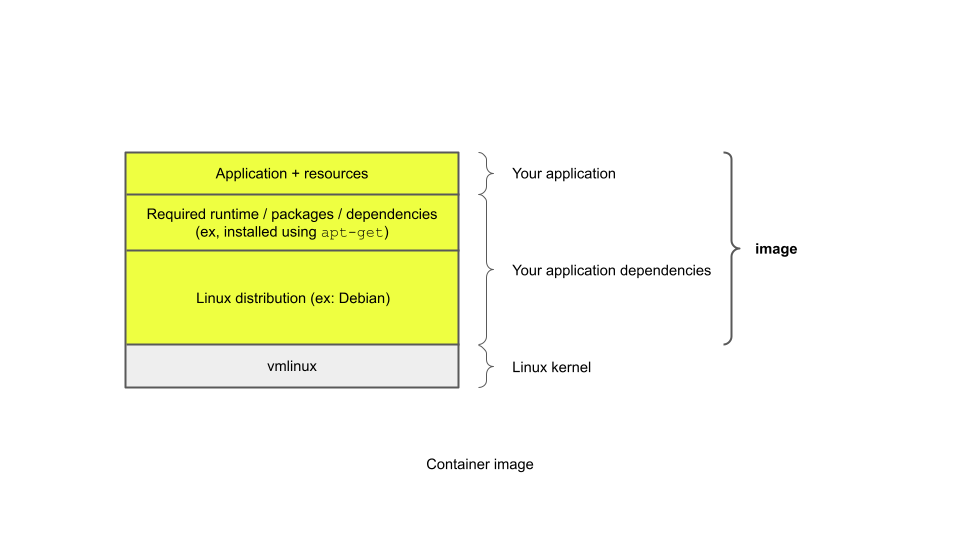 Application + resources
Your application
Required runtime / packages / dependencies
(ex, installed using apt-get)
image
Your application dependencies
Linux distribution (ex: Debian)
vmlinux
Linux kernel
Container image